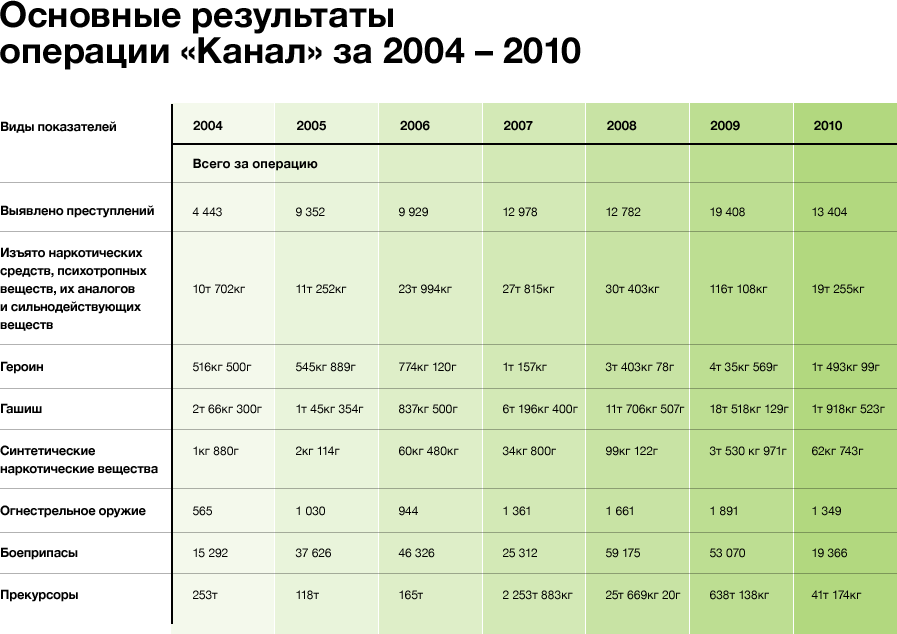 Основные результаты
операции «Канал» за 2004 – 2010
Виды показателей 2004 2005 2006 2007 2008 2009 2010
Всего за операцию
Выявлено преступлений 4 443 9 352 9 929 12 978 12 782 19 408 13 404
Изъято наркотических
средств, психотропных
веществ, их аналогов 10т 702кг 11т 252кг 23т 994кг 27т 815кг 30т 403кг 116т 108кг 19т 255кг
и сильнодействующих
веществ
Героин 516кг 500г 545кг 889г 774кг 120г 1т 157кг 3т 403кг 78г 4т 35кг 569г 1т 493кг 99г
Гашиш 2т 66кг 300г 1т 45кг 354г 837кг 500г 6т 196кг 400г 11т 706кг 507г 18т 518кг 129г 1т 918кг 523г
Синтетические 1кг 880г 2кг 114г 60кг 480кг 34кг 800г 99кг 122г 3т 530 кг 971г 62кг 743г
наркотические вещества
Огнестрельное оружие 565 1 030 944 1 361 1 661 1 891 1 349
Боеприпасы 15 292 37 626 46 326 25 312 59 175 53 070 19 366
Прекурсоры 253т 118т 165т 2 253т 883кг 25т 669кг 20г 638т 138кг 41т 174кг